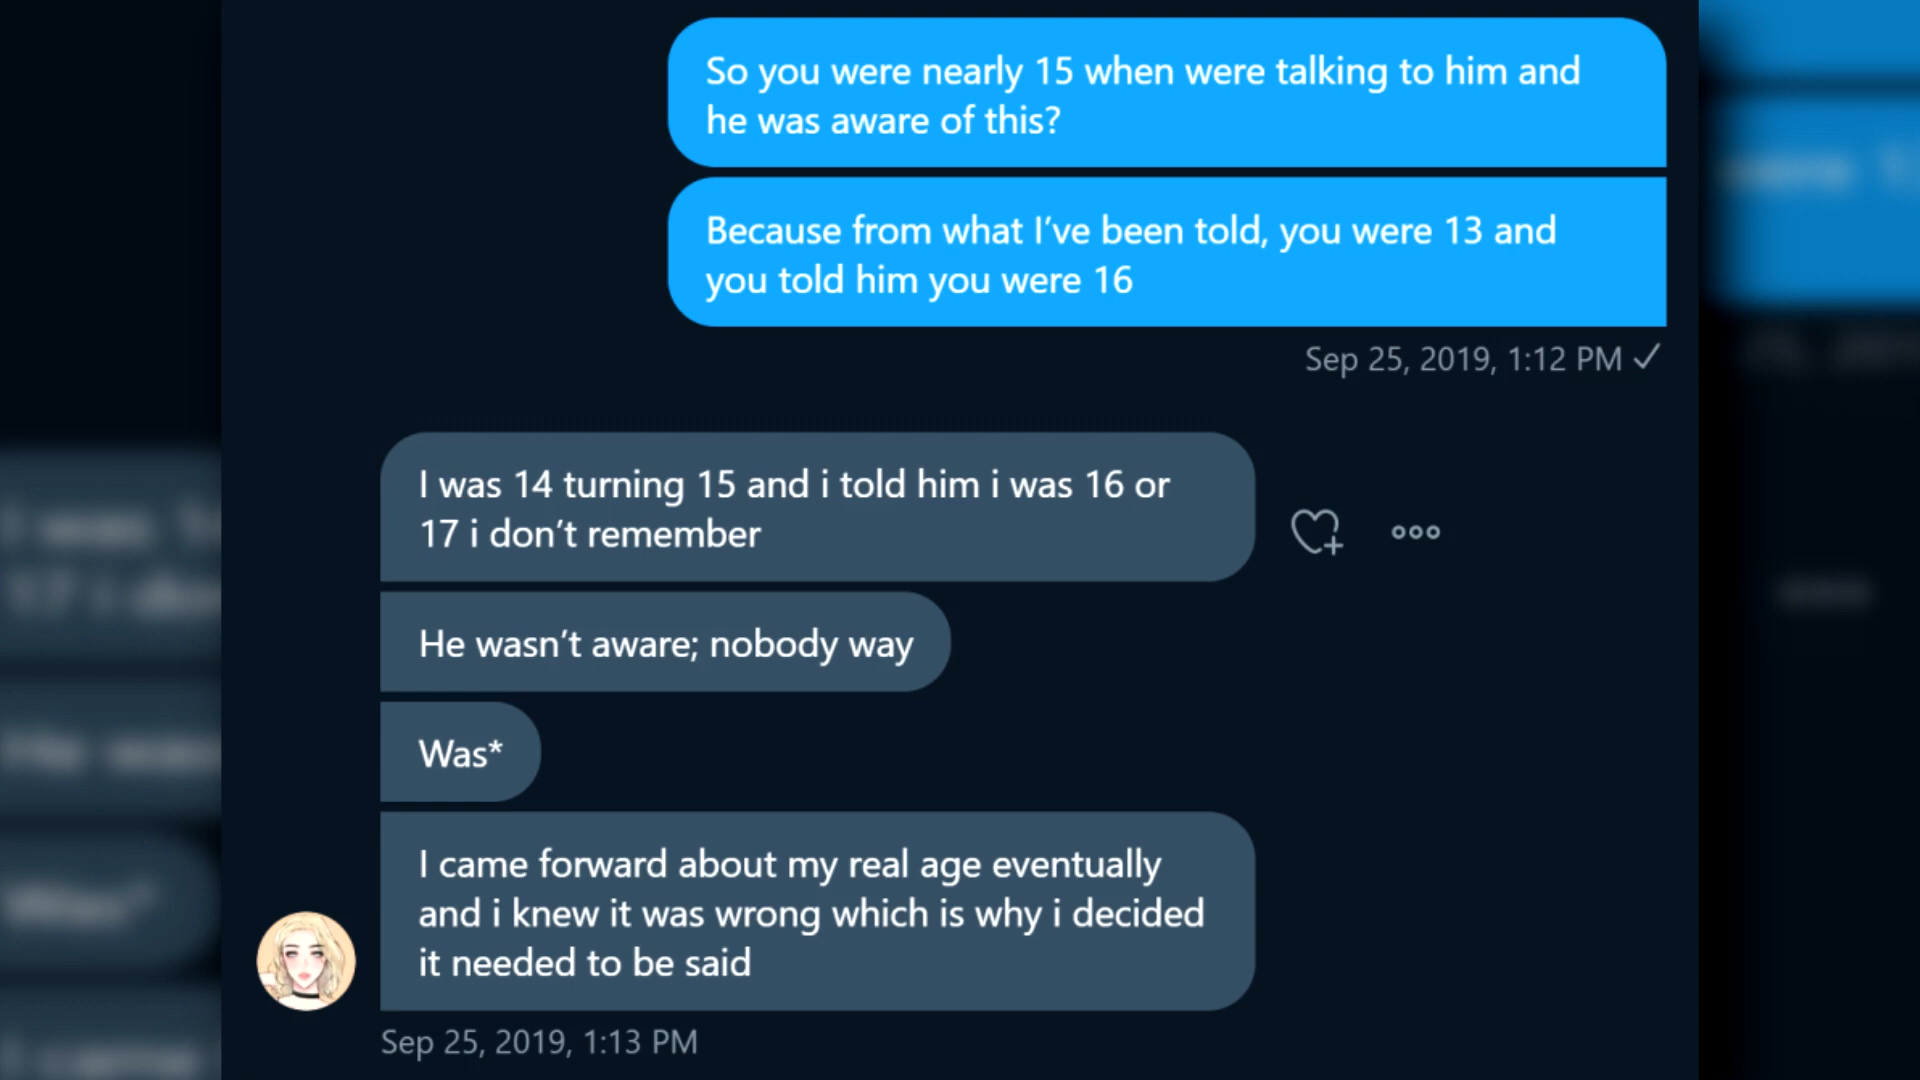 So you were nearly 15 when were talking to him and
he was aware of this?
Because from what I’ve been told, you were 13 and
you told him you were 16
Sep 25, 2019, 1:12 PM
I was 14 turning 15 and i told him i was 16 or
17 i don’t remember
He wasn’t aware; nobody way
Was*
I came forward about my real age eventually
and i knew it was wrong which is why i decided
it needed to be said
Sep 25, 2019, 1:13 PM